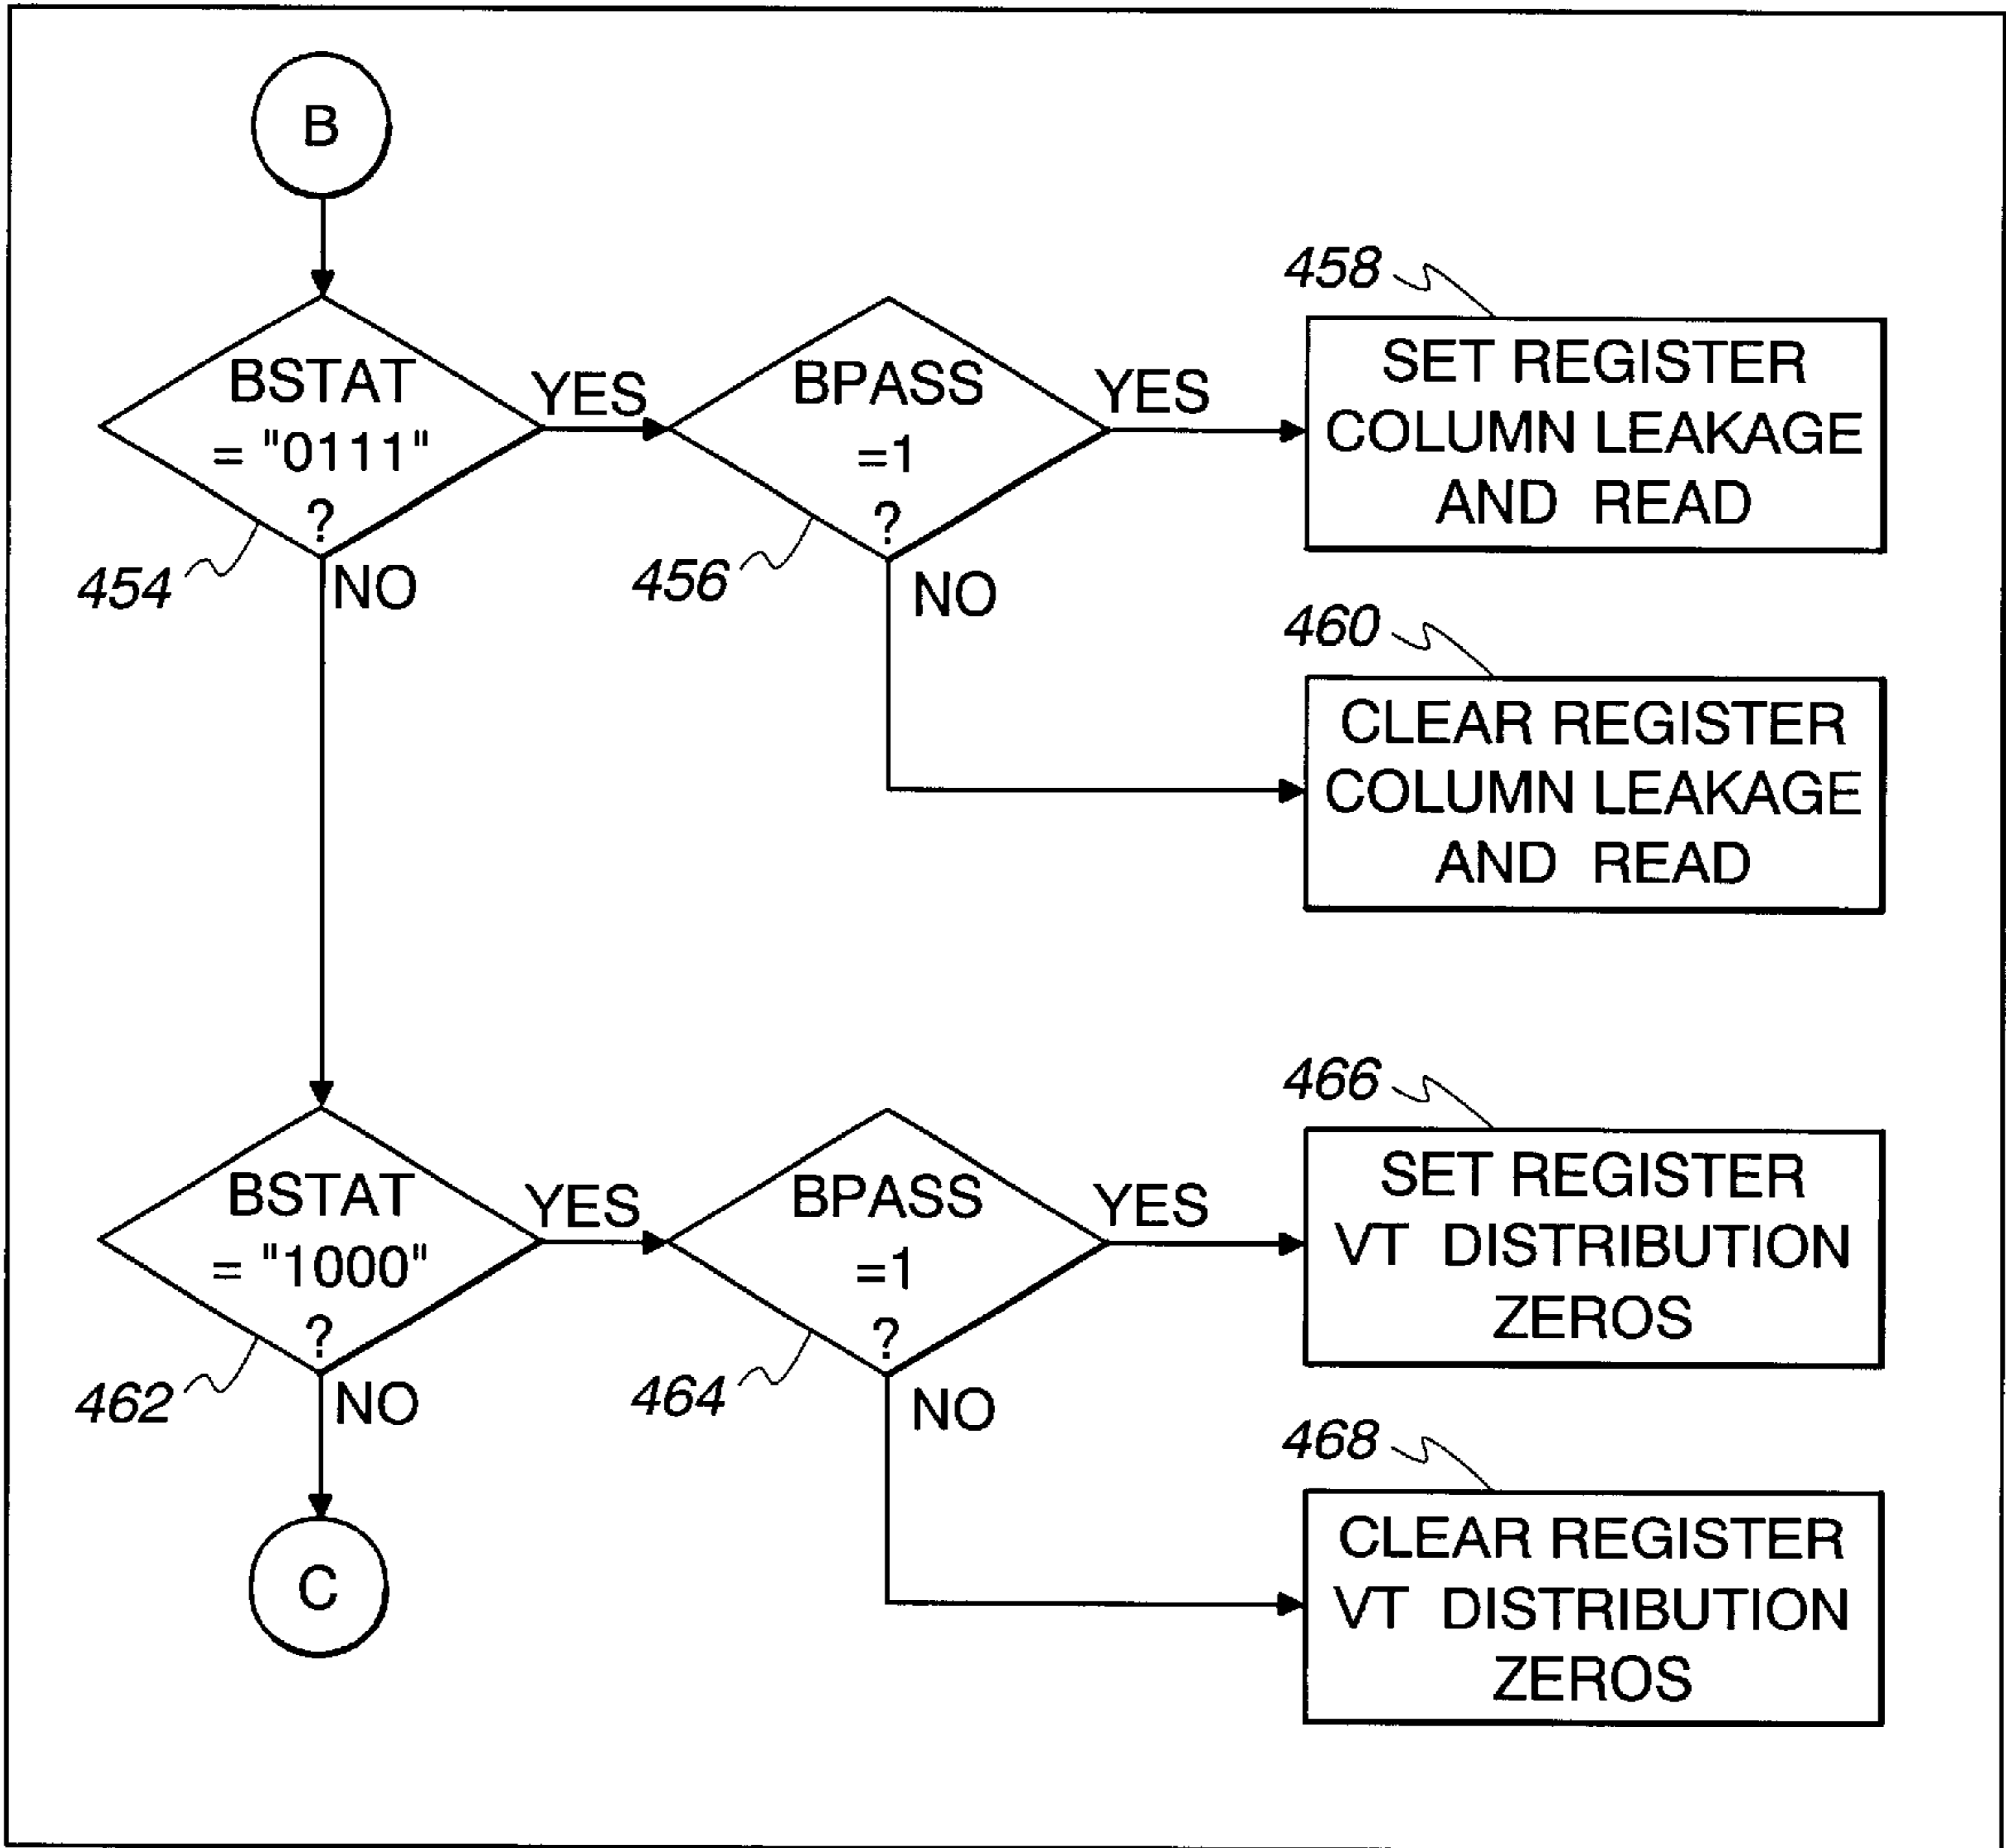 B
458
BSTAT
= "0111"
?
YES
BPASS
=1
?
YES
SET REGISTER
COLUMN LEAKAGE
AND READ
454
NO
456
NO
460
CLEAR REGISTER
COLUMN LEAKAGE
AND READ
466
BSTAT
= "1000"
?
YES
BPASS
=1
?
YES
SET REGISTER
VT DISTRIBUTION
ZEROS
462
NO
464
NO
468
CLEAR REGISTER
VT DISTRIBUTION
ZEROS
C